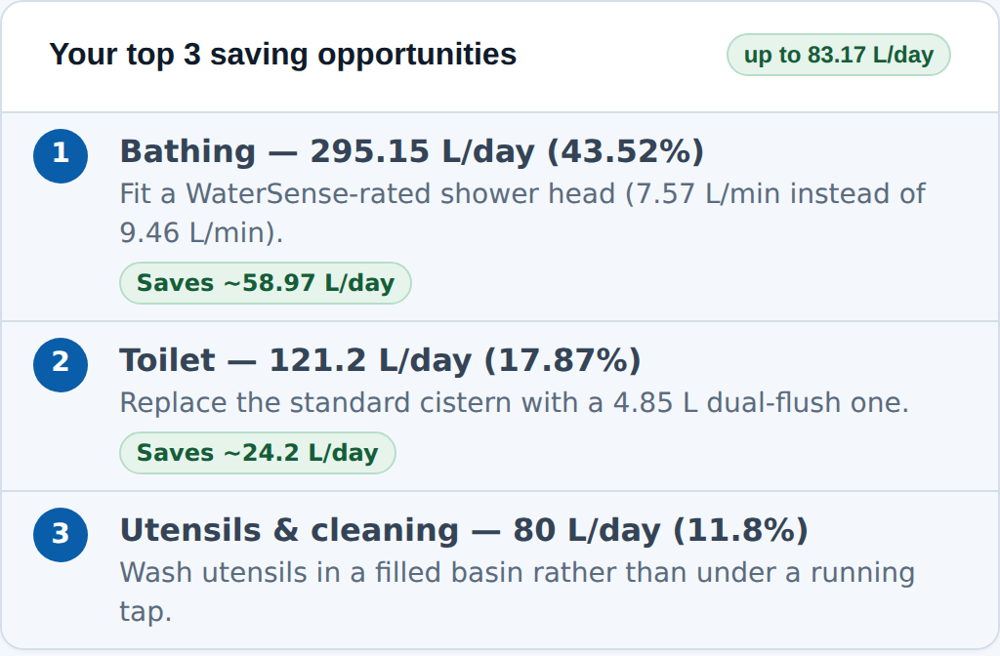 Your top 3 saving opportunities
up to 83.17 L/day
1
Bathing — 295.15 L/day (43.52%)
Fit a WaterSense-rated shower head (7.57 L/min instead of
9.46 L/min).
Saves ~58.97 L/day
2
Toilet — 121.2 L/day (17.87%)
Replace the standard cistern with a 4.85 L dual-flush one.
Saves ~24.2 L/day
3
Utensils & cleaning — 80 L/day (11.8%)
Wash utensils in a filled basin rather than under a running
tap.